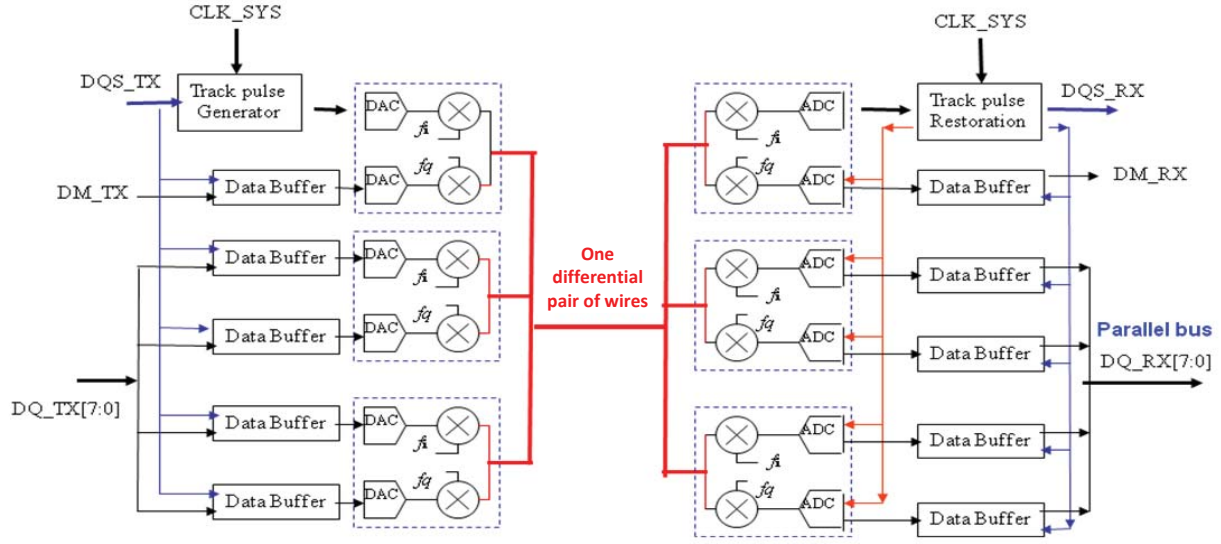 CLK_SYS
CLK_SYS
DQS_TX
Track pulse
Generator
DAC
fi
fq
DAC
DM_TX
Data Buffer
Data Buffer
DAC
fi
fq
DAC
Data Buffer
DQ_TX[7:0]
Data Buffer
DAC
fi
fq
DAC
Data Buffer
One
differential
pair of wires
ADC
fi
fq
ADC
Track pulse
Restoration
DQS_RX
Data Buffer
DM_RX
ADC
fi
fq
ADC
Data Buffer
Data Buffer
Parallel bus
DQ_RX[7:0]
ADC
fi
fq
ADC
Data Buffer
Data Buffer